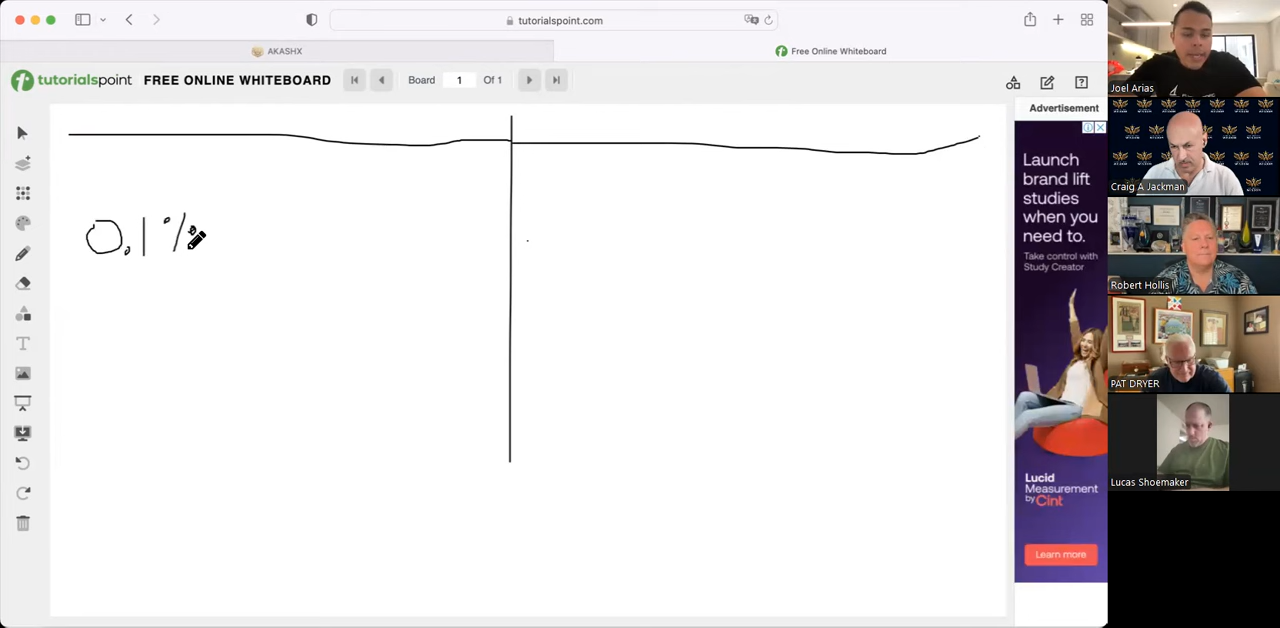 tutorialspoint.com
AKASHX
Free Online Whiteboard
tutorialspoint FREE ONLINE WHITEBOARD
Board 1 Of 1
0,1%
Advertisement
Launch
brand lift
studies
when you
need to.
Take control with
Study Creator
Lucid
Measurement
by Cint
Learn more
Joel Arias
Craig A Jackman
Robert Hollis
PAT DRYER
Lucas Shoemaker